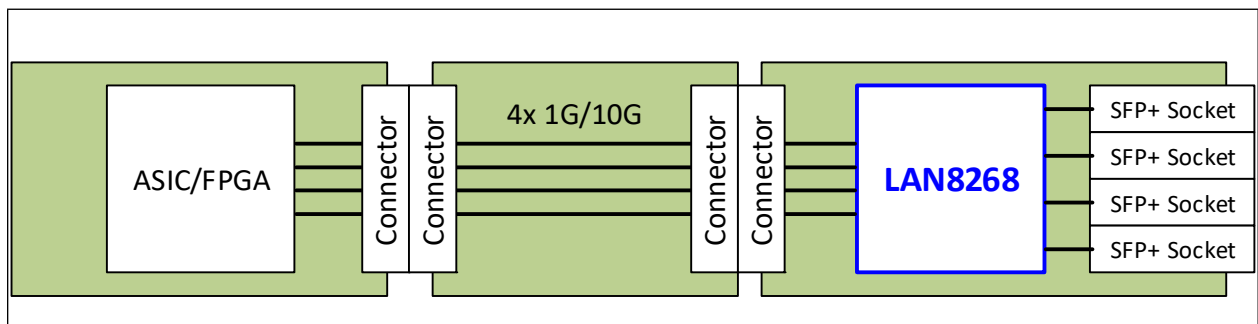 ASIC/FPGA
Connector
Connector
4x 1G/10G
Connector
Connector
LAN8268
SFP+ Socket
SFP+ Socket
SFP+ Socket
SFP+ Socket